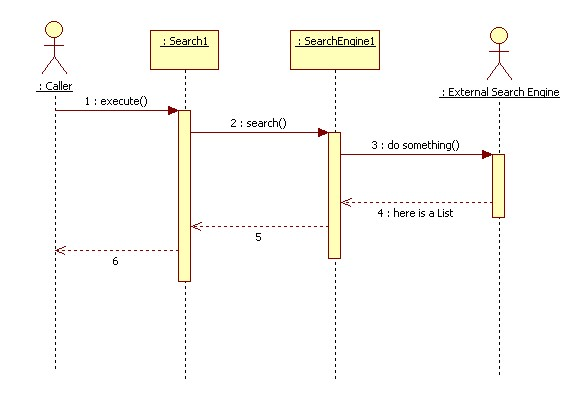 : Search1
: SearchEngine1
: Caller
: External Search Engine
1 : execute()
2 : search()
3 : do something()
4 : here is a List
5
6